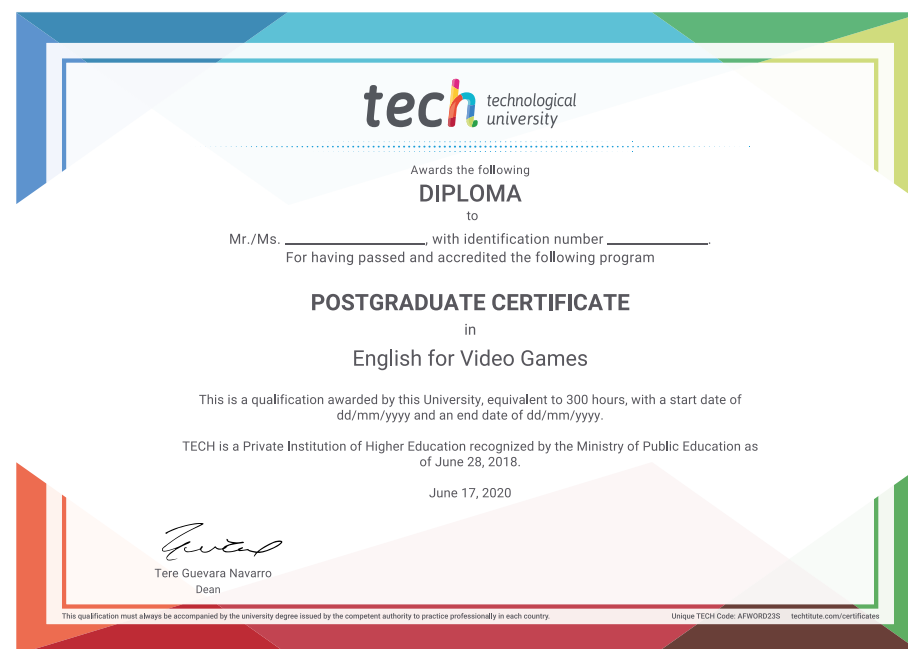 tech technological
university
Awards the following
DIPLOMA
to
Mr./Ms. ____________________, with identification number ______________.
For having passed and accredited the following program
POSTGRADUATE CERTIFICATE
in
English for Video Games
This is a qualification awarded by this University, equivalent to 300 hours, with a start date of
dd/mm/yyyy and an end date of dd/mm/yyyy.
TECH is a Private Institution of Higher Education recognized by the Ministry of Public Education as
of June 28, 2018.
June 17, 2020
Tere Guevara Navarro
Dean
This qualification must always be accompanied by the university degree issued by the competent authority to practice professionally in each country.
Unique TECH Code: AFWORD23S techtitute.com/certificates